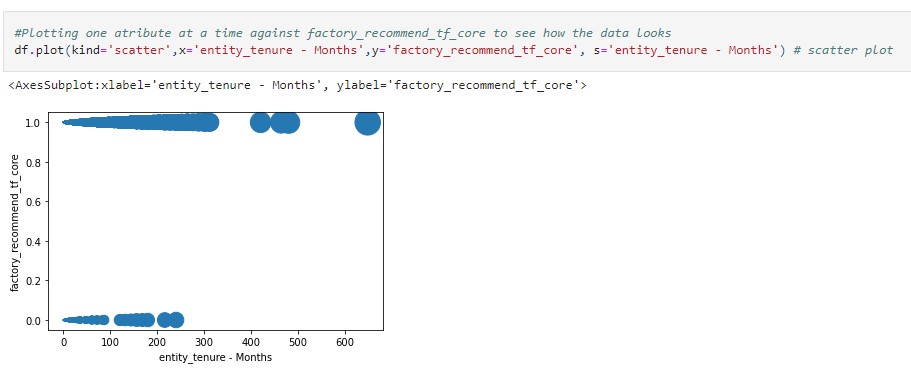 #Plotting one atribute at a time against factory_recommend_tf_core to see how the data looks
df.plot(kind='scatter',x='entity_tenure - Months',y='factory_recommend_tf_core', s='entity_tenure - Months') # scatter plot
<AxesSubplot:xlabel='entity_tenure - Months', ylabel='factory_recommend_tf_core'>
factory_recommend_tf_core
1.0
0.8
0.6
0.4
0.2
0.0
0 100 200 300 400 500 600
entity_tenure - Months